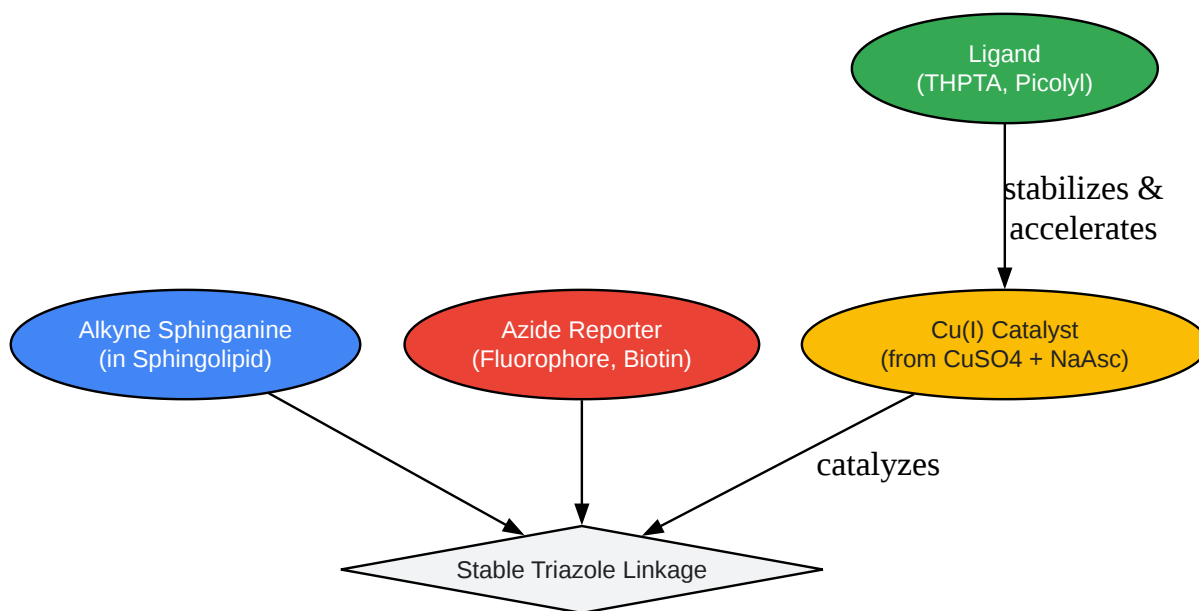 Ligand
(THPTA, Picolyl)
stabilizes &
accelerates
Alkyne Sphinganine
(in Sphingolipid)
Azide Reporter
(Fluorophore, Biotin)
Cu(I) Catalyst
(from CuSO4 + NaAsc)
catalyzes
Stable Triazole Linkage